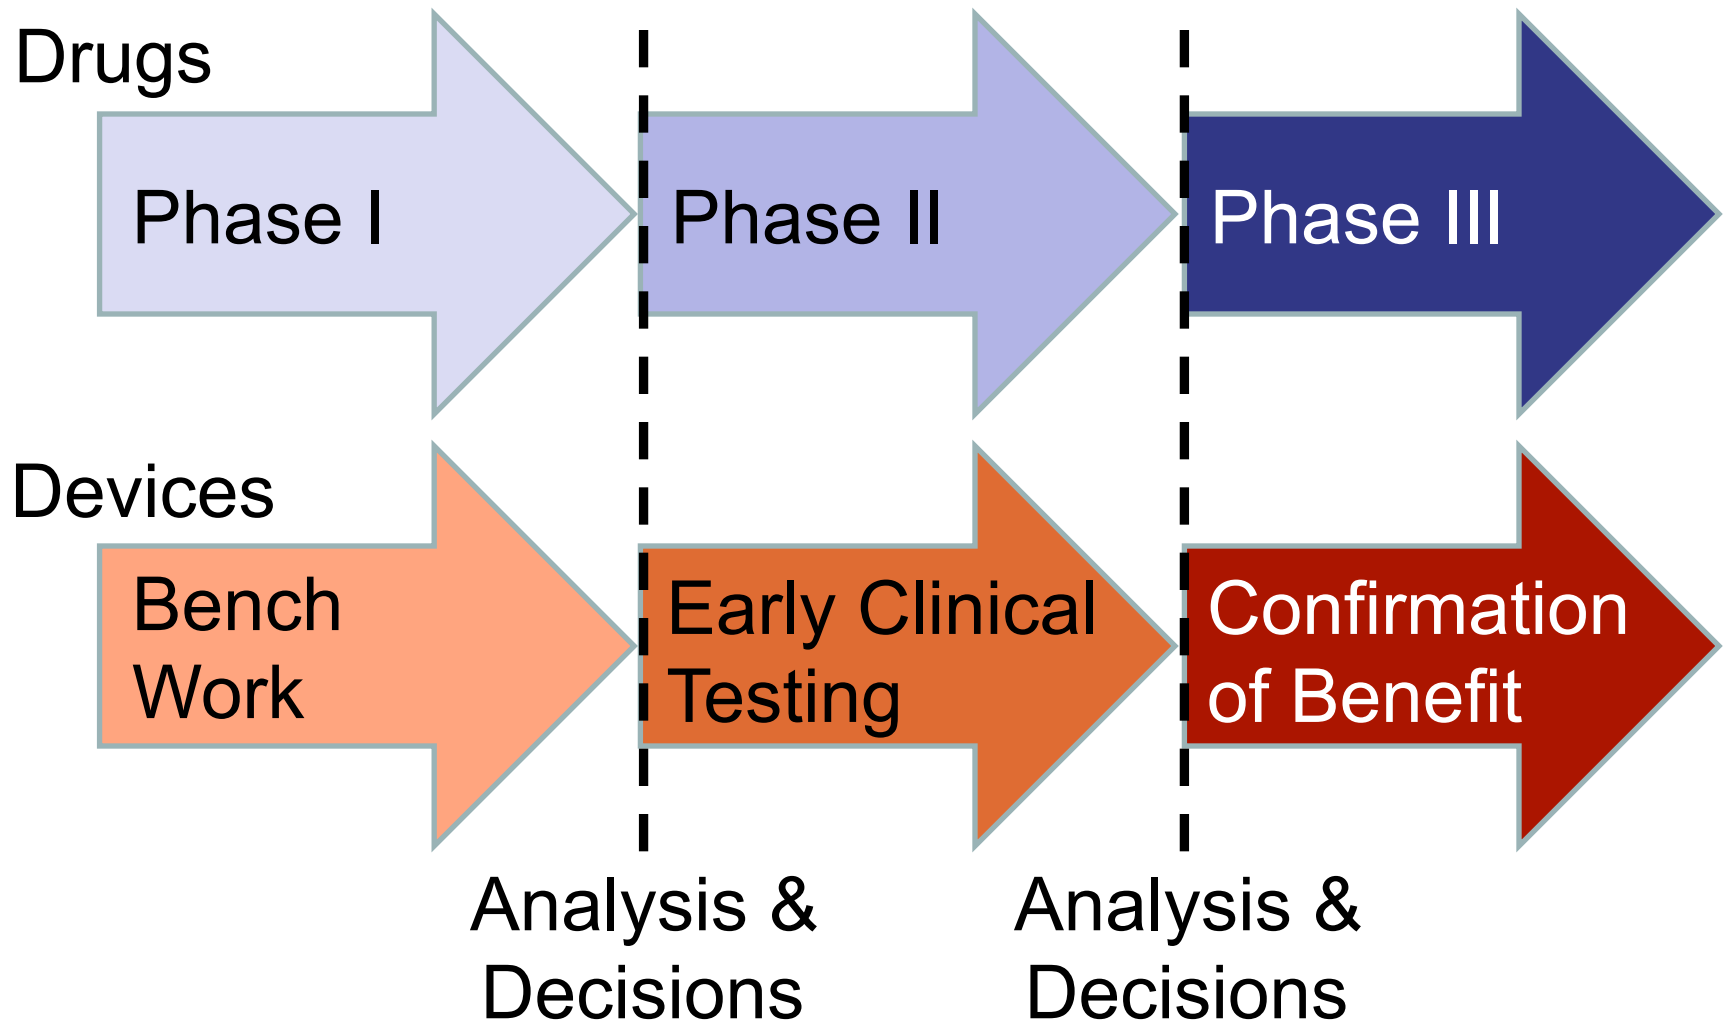 Drugs
Phase I
Phase II
Phase III
Devices
Bench
Work
Early Clinical
Testing
Confirmation
of Benefit
Analysis &
Decisions
Analysis &
Decisions